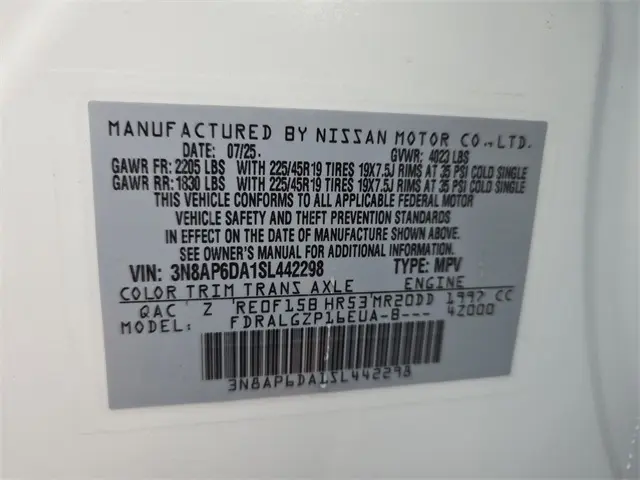 MANUFACTURED BY NISSAN MOTOR CO., LTD.
DATE: 07/25. GVWR: 4023 LBS
GAWR FR: 2205 LBS WITH 225/45R19 TIRES 19X7.5J RIMS AT 35 PSI COLD SINGLE
GAWR RR: 1830 LBS WITH 225/45R19 TIRES 19X7.5J RIMS AT 35 PSI COLD SINGLE
THIS VEHICLE CONFORMS TO ALL APPLICABLE FEDERAL MOTOR
VEHICLE SAFETY AND THEFT PREVENTION STANDARDS
IN EFFECT ON THE DATE OF MANUFACTURE SHOWN ABOVE.
SEE OWNER'S MANUAL FOR ADDITIONAL INFORMATION.
VIN: 3N8AP6DA1SL442298 TYPE: MPV
COLOR TRIM TRANS AXLE ENGINE
QAC Z RE0F15B HR53 MR20DD 1997 CC
MODEL: FDRALGZP16EUA-B--- 4Z000
3N8AP6DA1SL442298